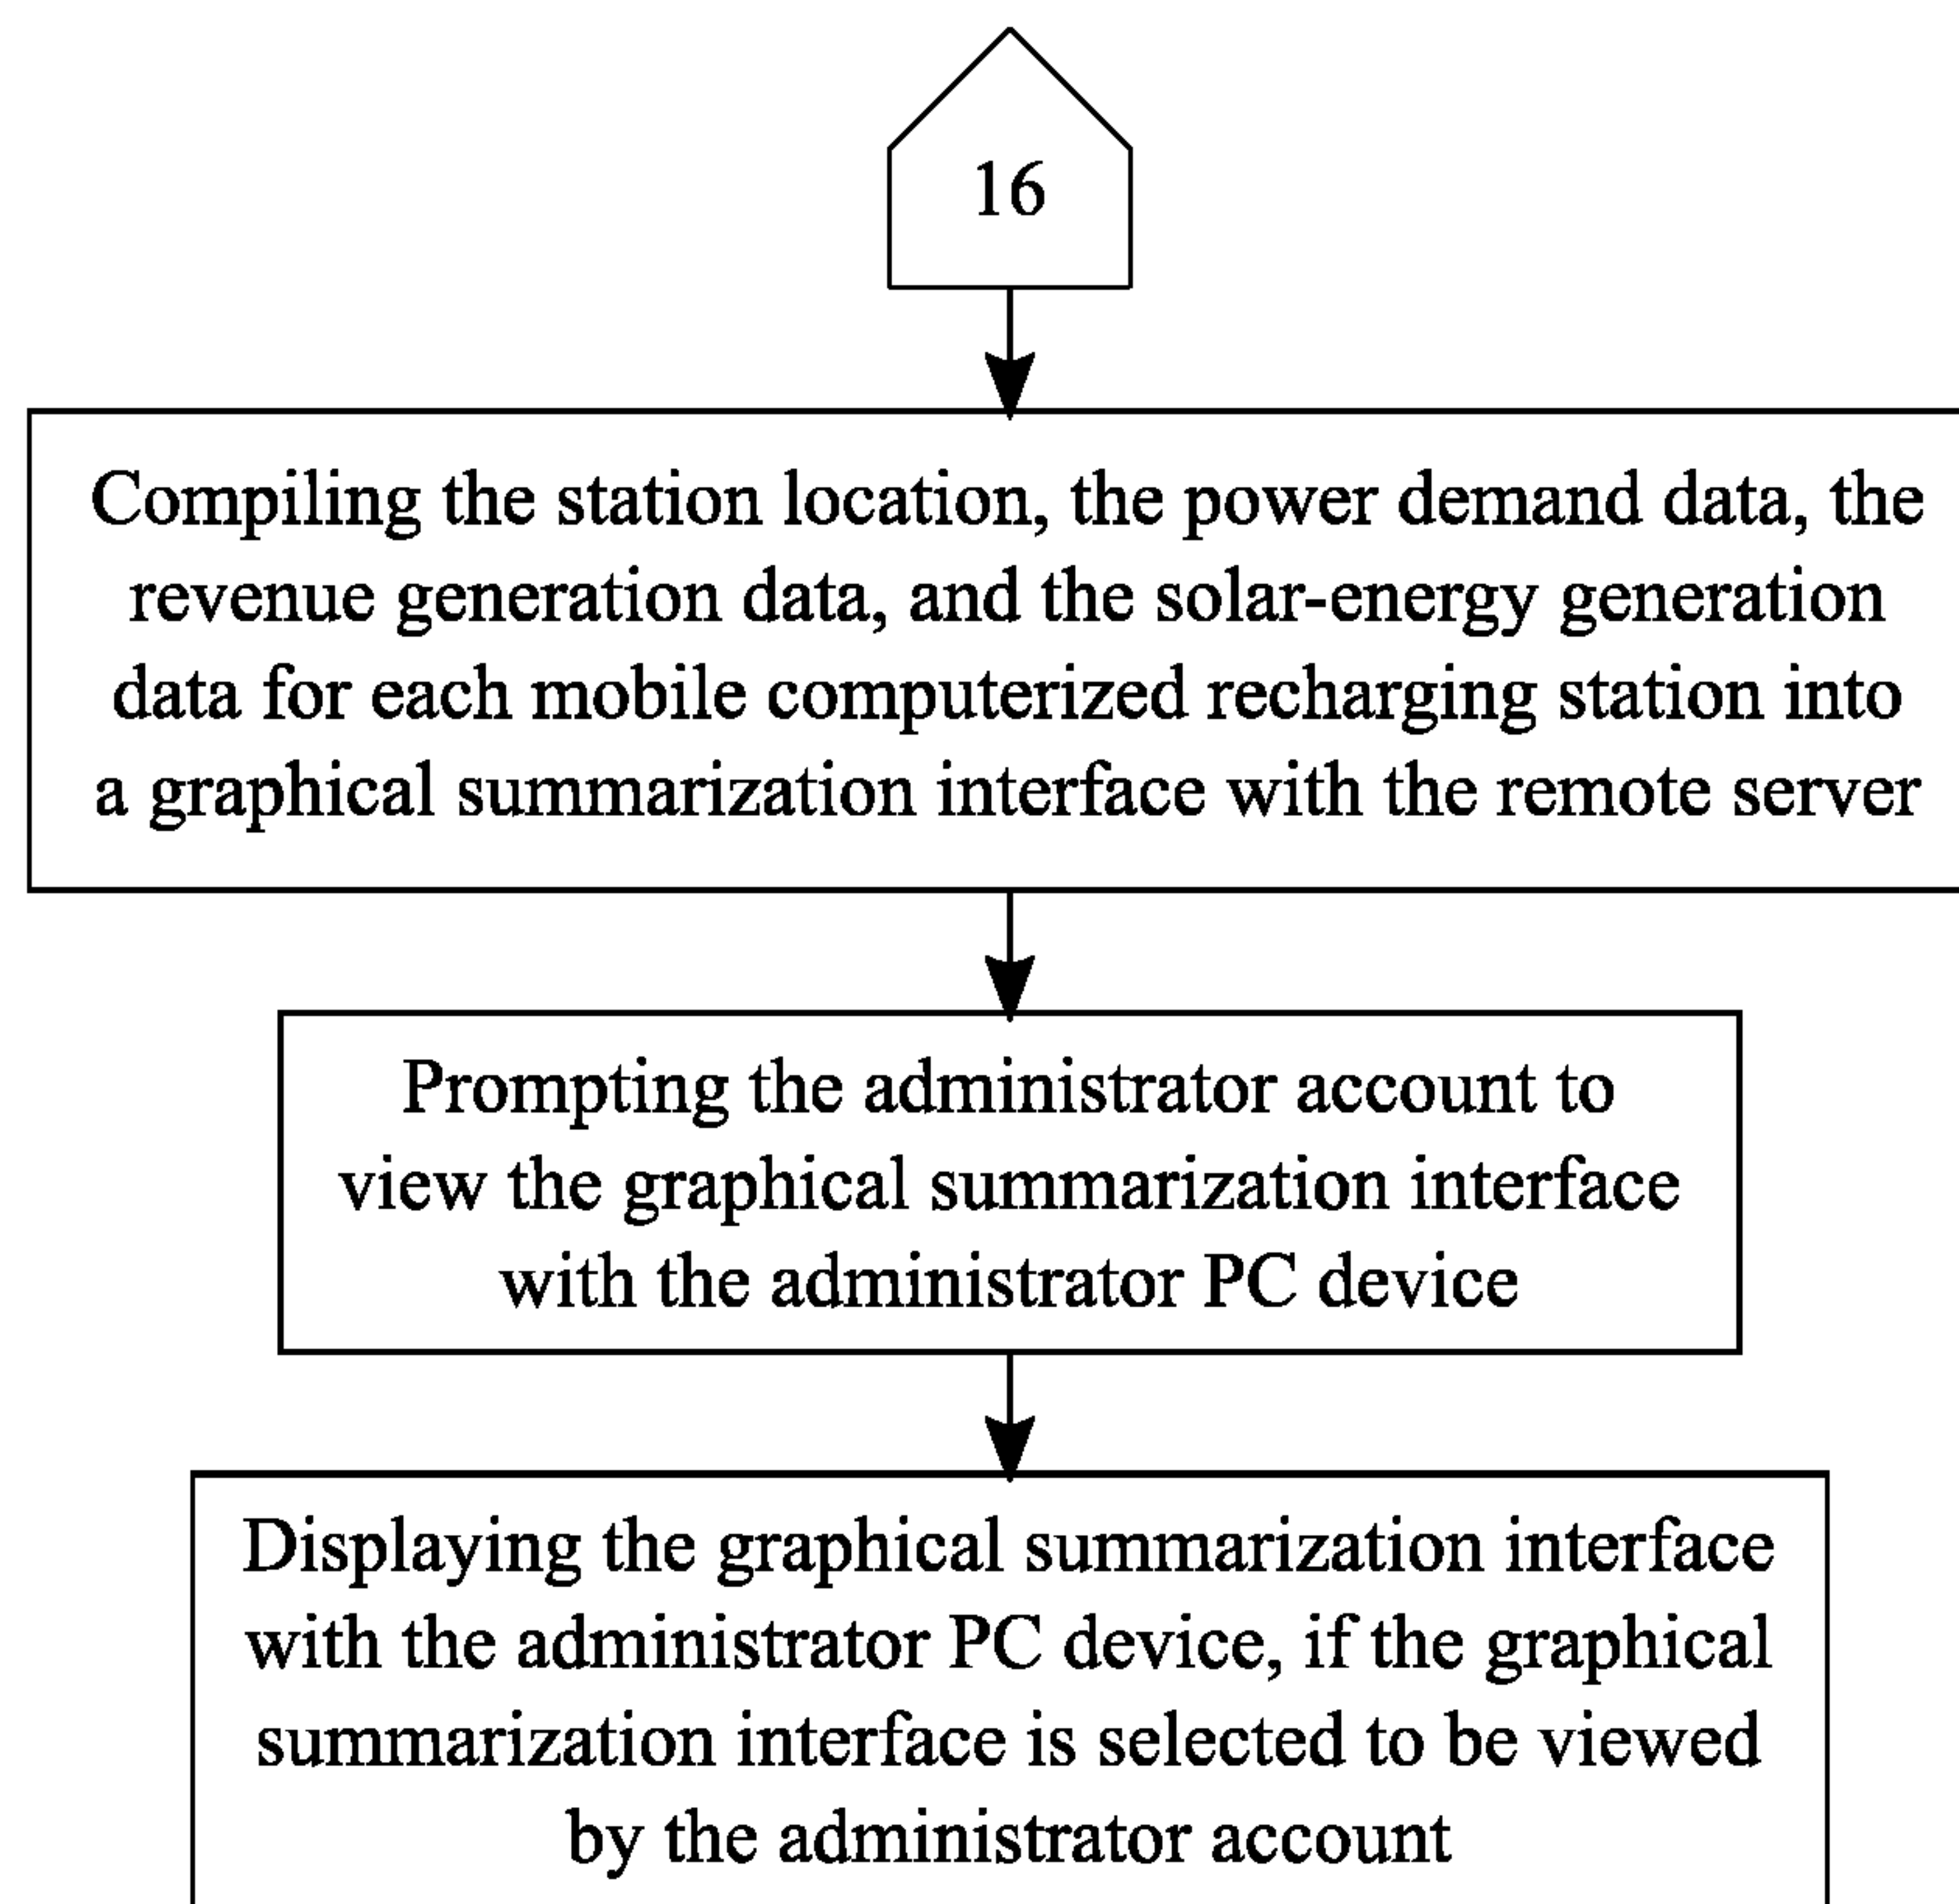 16
Compiling the station location, the power demand data, the
revenue generation data, and the solar-energy generation
data for each mobile computerized recharging station into
a graphical summarization interface with the remote server
Prompting the administrator account to
view the graphical summarization interface
with the administrator PC device
Displaying the graphical summarization interface
with the administrator PC device, if the graphical
summarization interface is selected to be viewed
by the administrator account